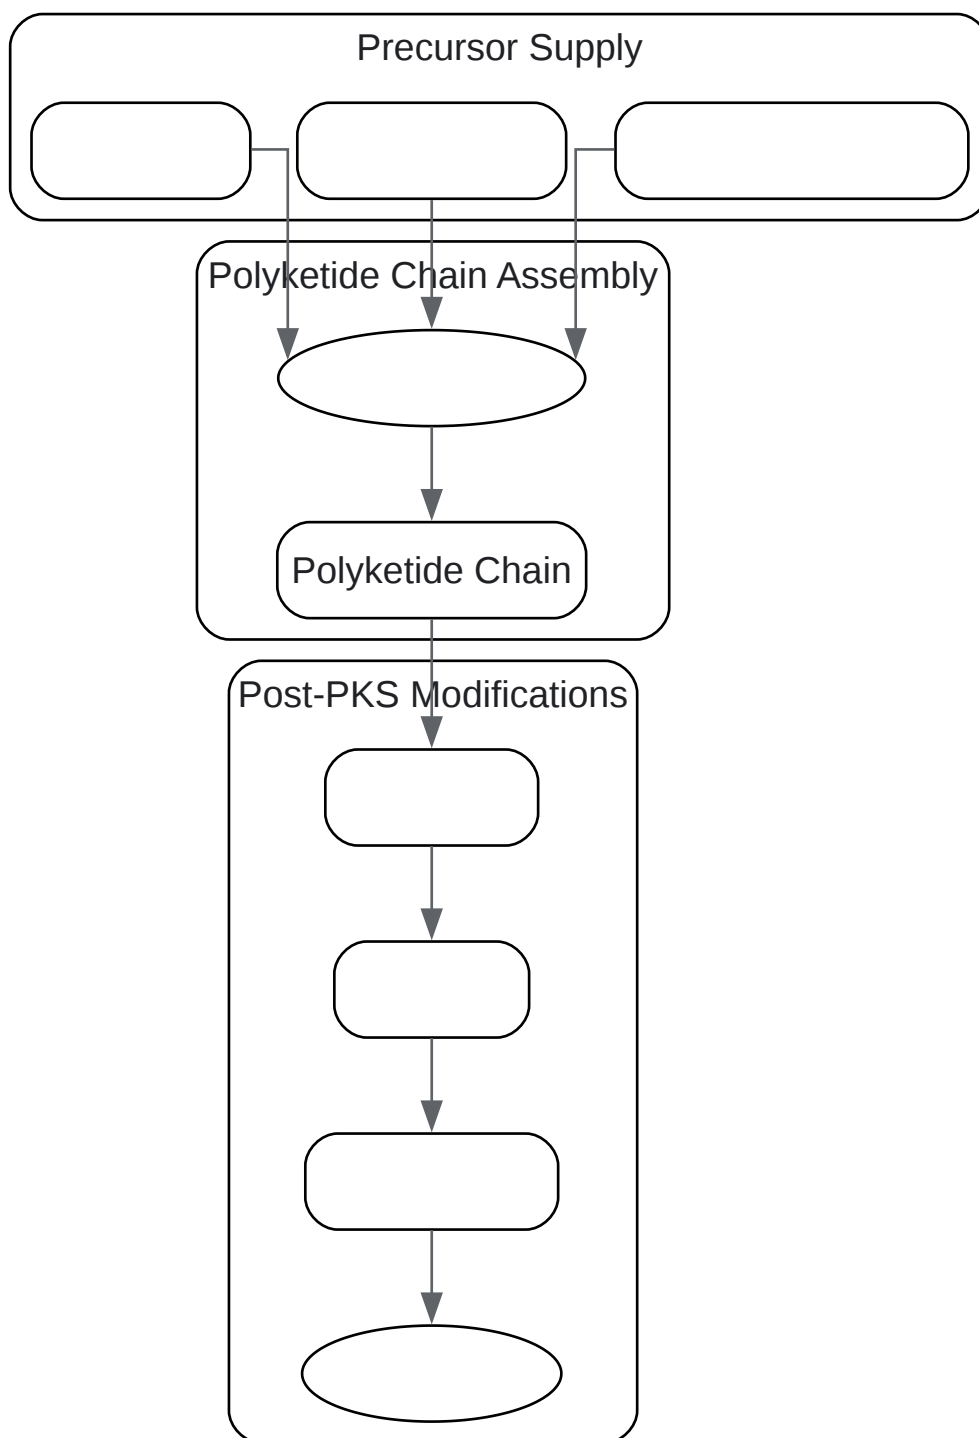 Precursor Supply
Polyketide Chain Assembly
Polyketide Chain
Post-PKS Modifications